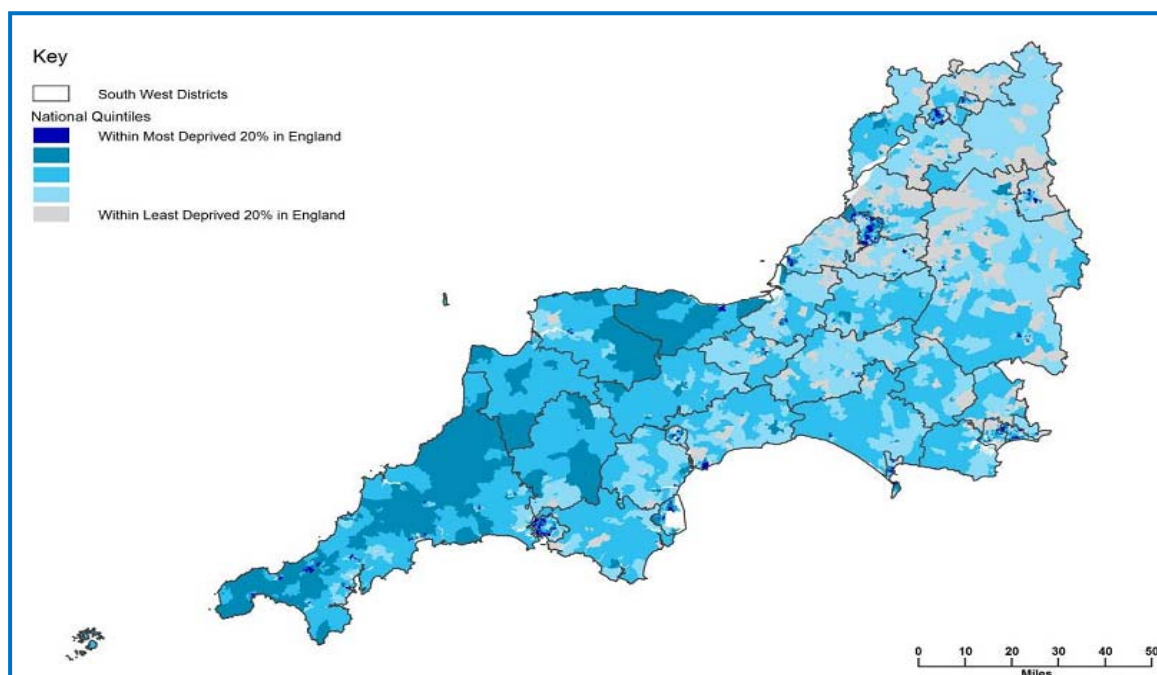 Key
South West Districts
National Quintiles
Within Most Deprived 20% in England
Within Least Deprived 20% in England
0 10 20 30 40 50
Miles